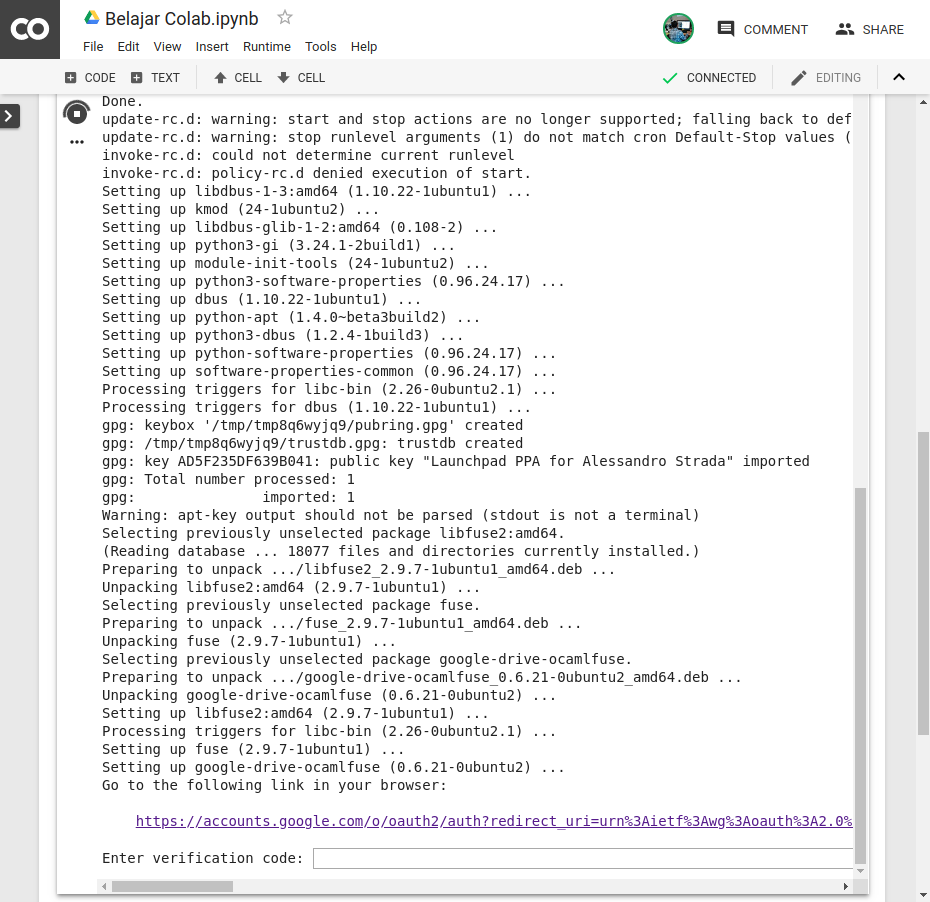 CO
Belajar Colab.ipynb
File Edit View Insert Runtime Tools Help
COMMENT SHARE
CODE TEXT CELL CELL CONNECTED EDITING
Done.
update-rc.d: warning: start and stop actions are no longer supported; falling back to def
update-rc.d: warning: stop runlevel arguments (1) do not match cron Default-Stop values (
invoke-rc.d: could not determine current runlevel
invoke-rc.d: policy-rc.d denied execution of start.
Setting up libdbus-1-3:amd64 (1.10.22-1ubuntu1) ...
Setting up kmod (24-1ubuntu2) ...
Setting up libdbus-glib-1-2:amd64 (0.108-2) ...
Setting up python3-gi (3.24.1-2build1) ...
Setting up module-init-tools (24-1ubuntu2) ...
Setting up python3-software-properties (0.96.24.17) ...
Setting up dbus (1.10.22-1ubuntu1) ...
Setting up python-apt (1.4.0~beta3build2) ...
Setting up python3-dbus (1.2.4-1build3) ...
Setting up python-software-properties (0.96.24.17) ...
Setting up software-properties-common (0.96.24.17) ...
Processing triggers for libc-bin (2.26-0ubuntu2.1) ...
Processing triggers for dbus (1.10.22-1ubuntu1) ...
gpg: keybox '/tmp/tmp8q6wyjq9/pubring.gpg' created
gpg: /tmp/tmp8q6wyjq9/trustdb.gpg: trustdb created
gpg: key AD5F235DF639B041: public key "Launchpad PPA for Alessandro Strada" imported
gpg: Total number processed: 1
gpg:               imported: 1
Warning: apt-key output should not be parsed (stdout is not a terminal)
Selecting previously unselected package libfuse2:amd64.
(Reading database ... 18077 files and directories currently installed.)
Preparing to unpack .../libfuse2_2.9.7-1ubuntu1_amd64.deb ...
Unpacking libfuse2:amd64 (2.9.7-1ubuntu1) ...
Selecting previously unselected package fuse.
Preparing to unpack .../fuse_2.9.7-1ubuntu1_amd64.deb ...
Unpacking fuse (2.9.7-1ubuntu1) ...
Selecting previously unselected package google-drive-ocamlfuse.
Preparing to unpack .../google-drive-ocamlfuse_0.6.21-0ubuntu2_amd64.deb ...
Unpacking google-drive-ocamlfuse (0.6.21-0ubuntu2) ...
Setting up libfuse2:amd64 (2.9.7-1ubuntu1) ...
Processing triggers for libc-bin (2.26-0ubuntu2.1) ...
Setting up fuse (2.9.7-1ubuntu1) ...
Setting up google-drive-ocamlfuse (0.6.21-0ubuntu2) ...
Go to the following link in your browser:
https://accounts.google.com/o/oauth2/auth?redirect_uri=urn%3Aietf%3Awg%3Aoauth%3A2.0%
Enter verification code: